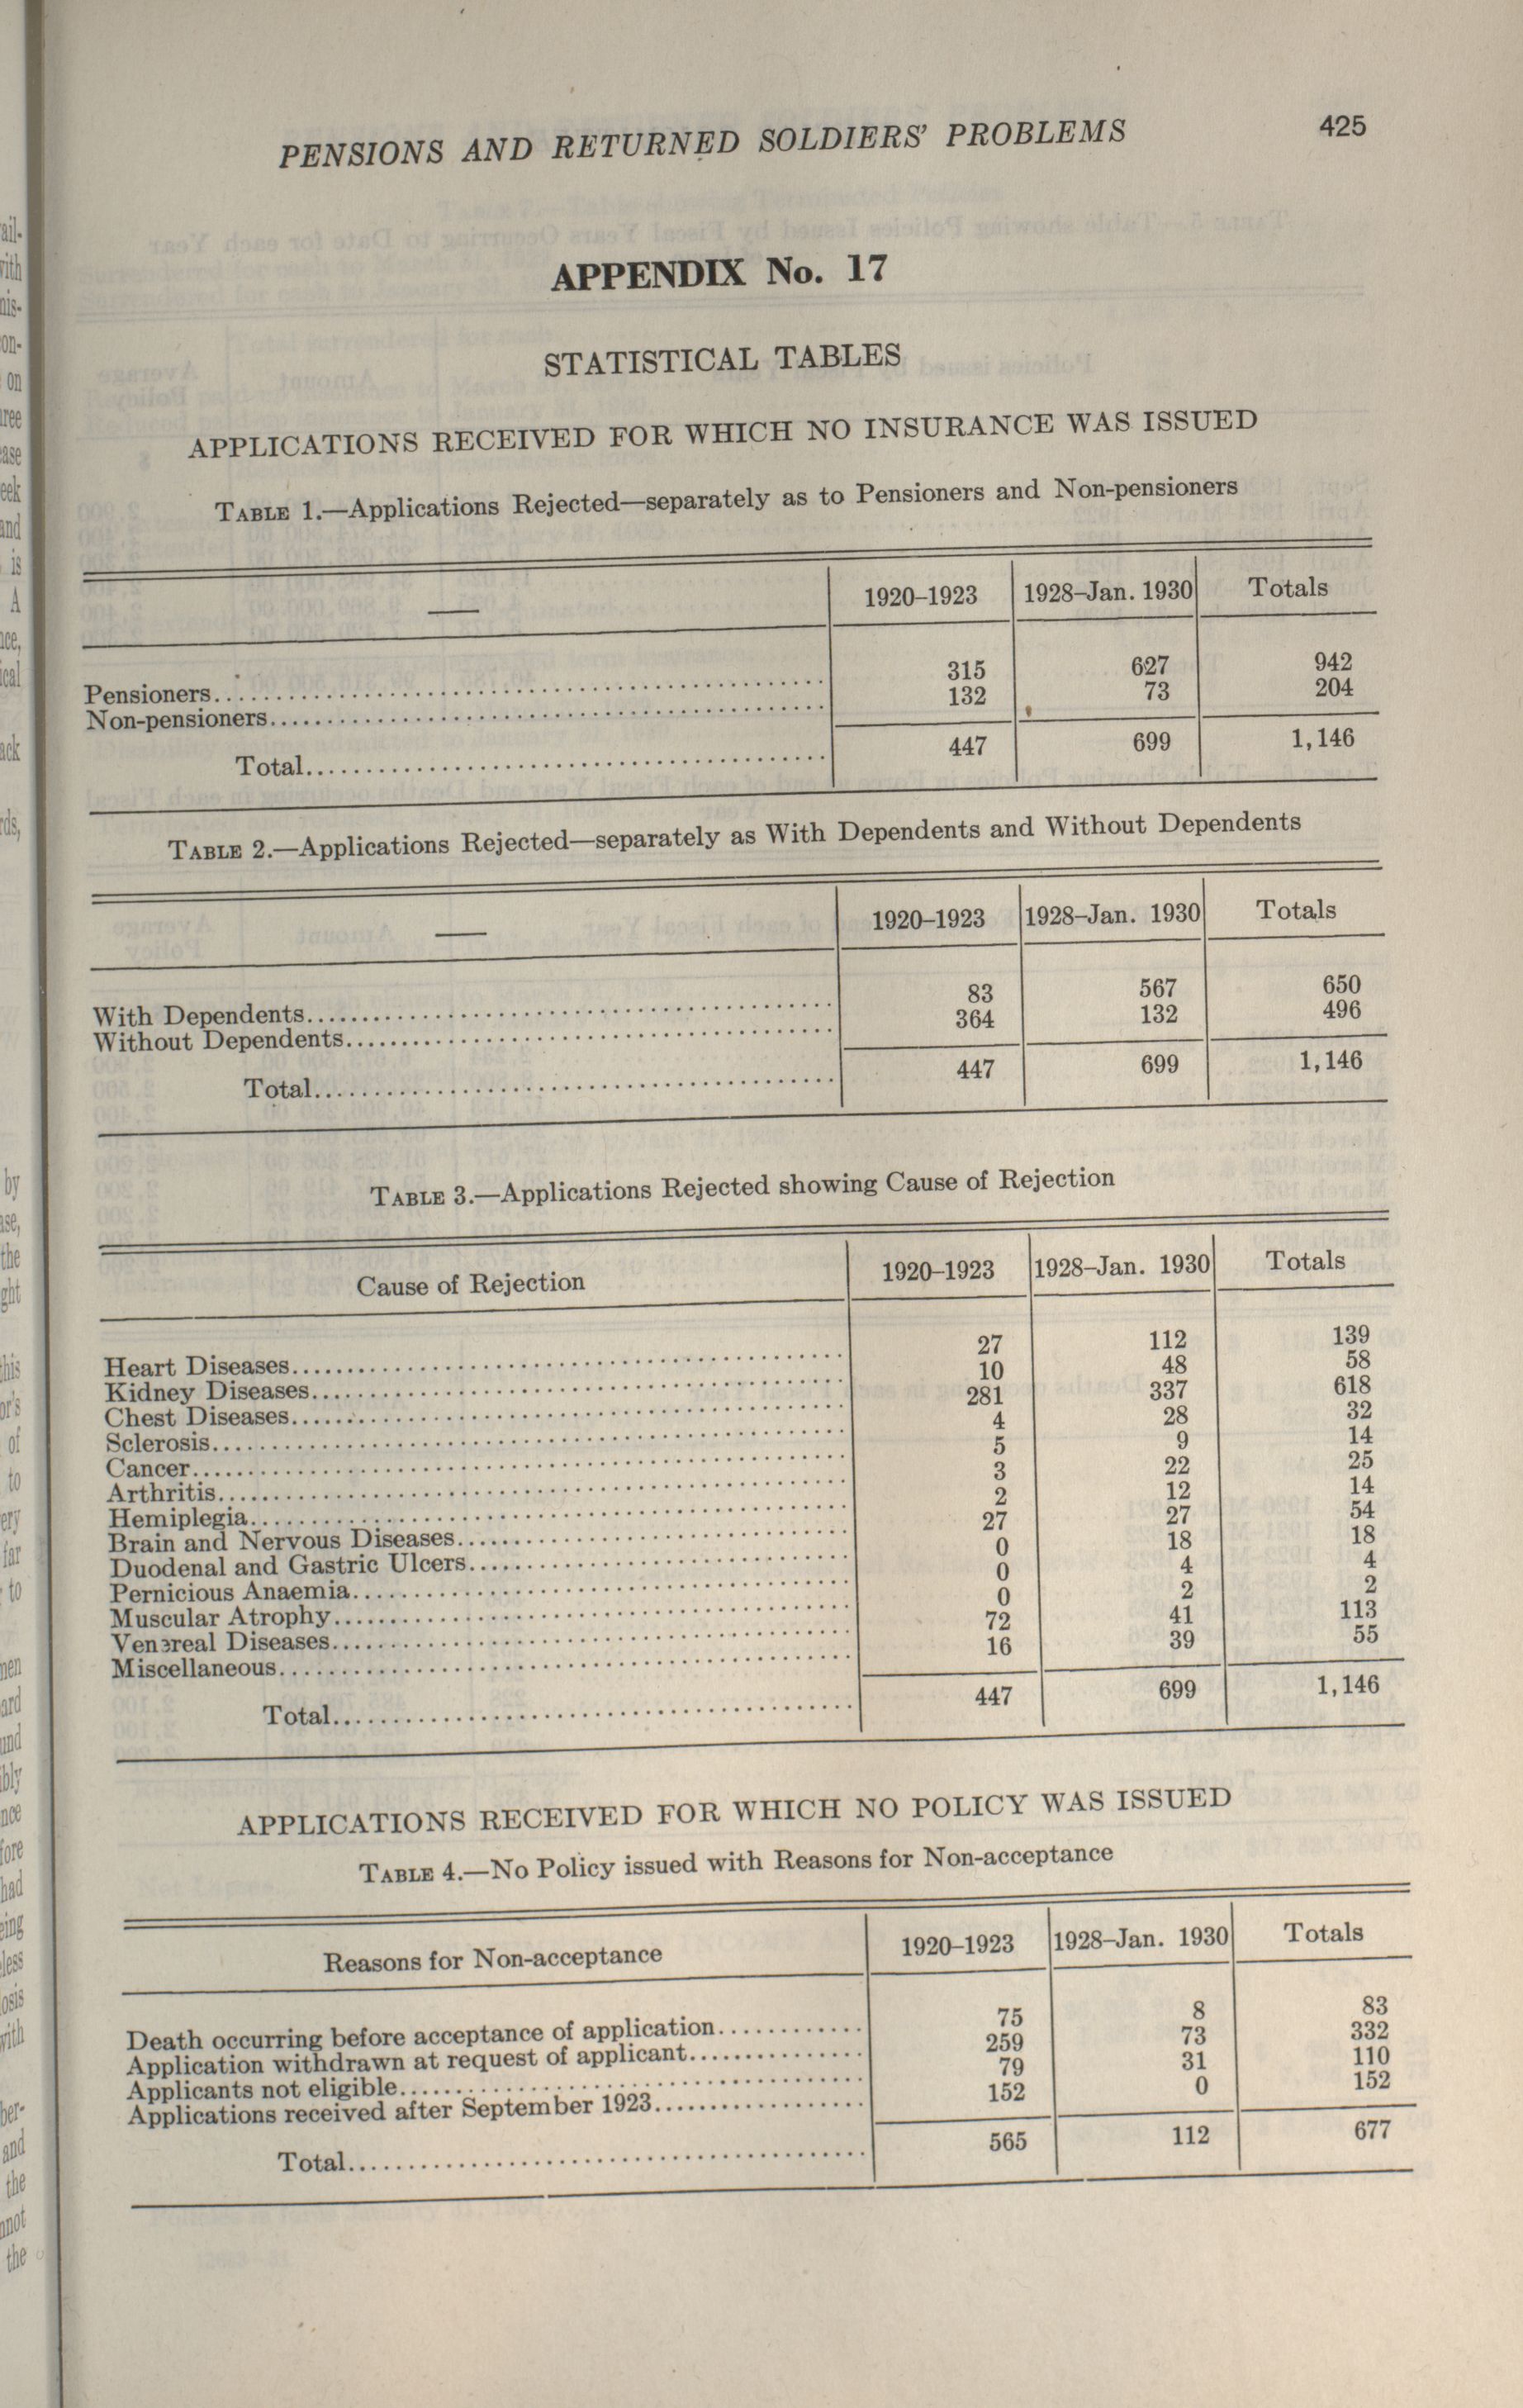 PENSIONS AND RETURNED SOLDIERS' PROBLEMS 425
APPENDIX No. 17
STATISTICAL TABLES
APPLICATIONS RECEIVED FOR WHICH NO INSURANCE WAS ISSUED
TABLE 1.—Applications Rejected—separately as to Pensioners and Non-pensioners
— 1920–1923 1928–Jan. 1930 Totals
Pensioners 315 627 942
Non-pensioners 132 73 204
Total 447 699 1,146
TABLE 2.—Applications Rejected—separately as With Dependents and Without Dependents
— 1920–1923 1928–Jan. 1930 Totals
With Dependents 83 567 650
Without Dependents 364 132 496
Total 447 699 1,146
TABLE 3.—Applications Rejected showing Cause of Rejection
Cause of Rejection 1920–1923 1928–Jan. 1930 Totals
Heart Diseases 27 112 139
Kidney Diseases 10 48 58
Chest Diseases 281 337 618
Sclerosis 4 28 32
Cancer 5 9 14
Arthritis 3 22 25
Hemiplegia 2 12 14
Brain and Nervous Diseases 27 27 54
Duodenal and Gastric Ulcers 0 18 18
Pernicious Anaemia 0 4 4
Muscular Atrophy 0 2 2
Venereal Diseases 72 41 113
Miscellaneous 16 39 55
Total 447 699 1,146
APPLICATIONS RECEIVED FOR WHICH NO POLICY WAS ISSUED
TABLE 4.—No Policy issued with Reasons for Non-acceptance
Reasons for Non-acceptance 1920–1923 1928–Jan. 1930 Totals
Death occurring before acceptance of application 75 8 83
Application withdrawn at request of applicant 259 73 332
Applicants not eligible 79 31 110
Applications received after September 1923 152 0 152
Total 565 112 677